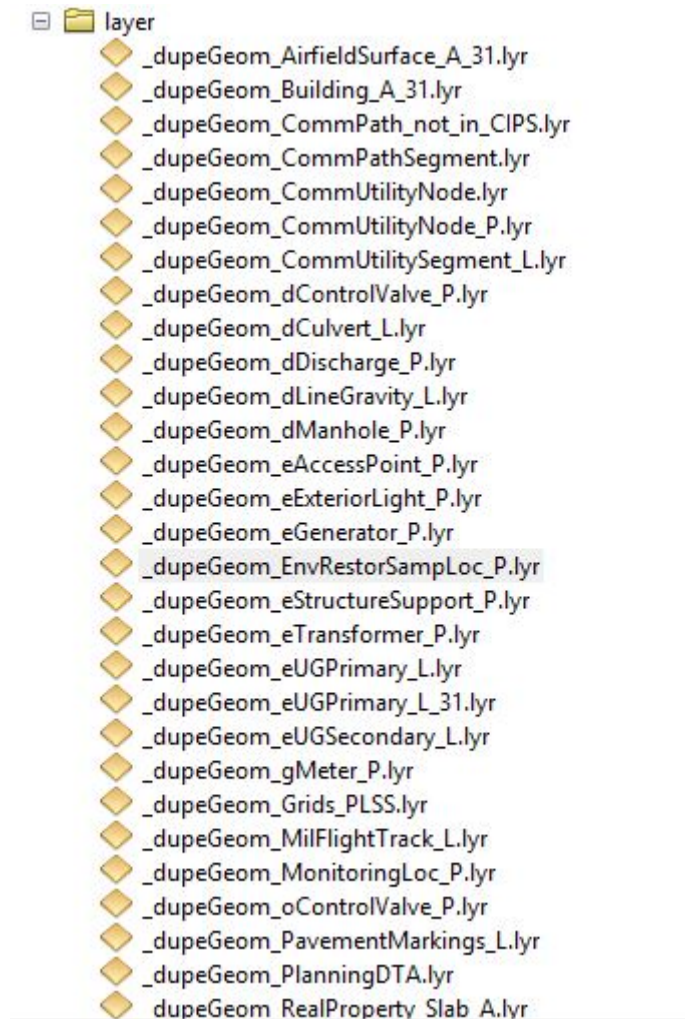 layer
_dupeGeom_AirfieldSurface_A_31.lyr
_dupeGeom_Building_A_31.lyr
_dupeGeom_CommPath_not_in_CIPS.lyr
_dupeGeom_CommPathSegment.lyr
_dupeGeom_CommUtilityNode.lyr
_dupeGeom_CommUtilityNode_P.lyr
_dupeGeom_CommUtilitySegment_L.lyr
_dupeGeom_dControlValve_P.lyr
_dupeGeom_dCulvert_L.lyr
_dupeGeom_dDischarge_P.lyr
_dupeGeom_dLineGravity_L.lyr
_dupeGeom_dManhole_P.lyr
_dupeGeom_eAccessPoint_P.lyr
_dupeGeom_eExteriorLight_P.lyr
_dupeGeom_eGenerator_P.lyr
_dupeGeom_EnvRestorSampLoc_P.lyr
_dupeGeom_eStructureSupport_P.lyr
_dupeGeom_eTransformer_P.lyr
_dupeGeom_eUGPrimary_L.lyr
_dupeGeom_eUGPrimary_L_31.lyr
_dupeGeom_eUGSecondary_L.lyr
_dupeGeom_gMeter_P.lyr
_dupeGeom_Grids_PLSS.lyr
_dupeGeom_MilFlightTrack_L.lyr
_dupeGeom_MonitoringLoc_P.lyr
_dupeGeom_oControlValve_P.lyr
_dupeGeom_PavementMarkings_L.lyr
_dupeGeom_PlanningDTA.lyr
_dupeGeom_RealProperty_Slab_A.lyr